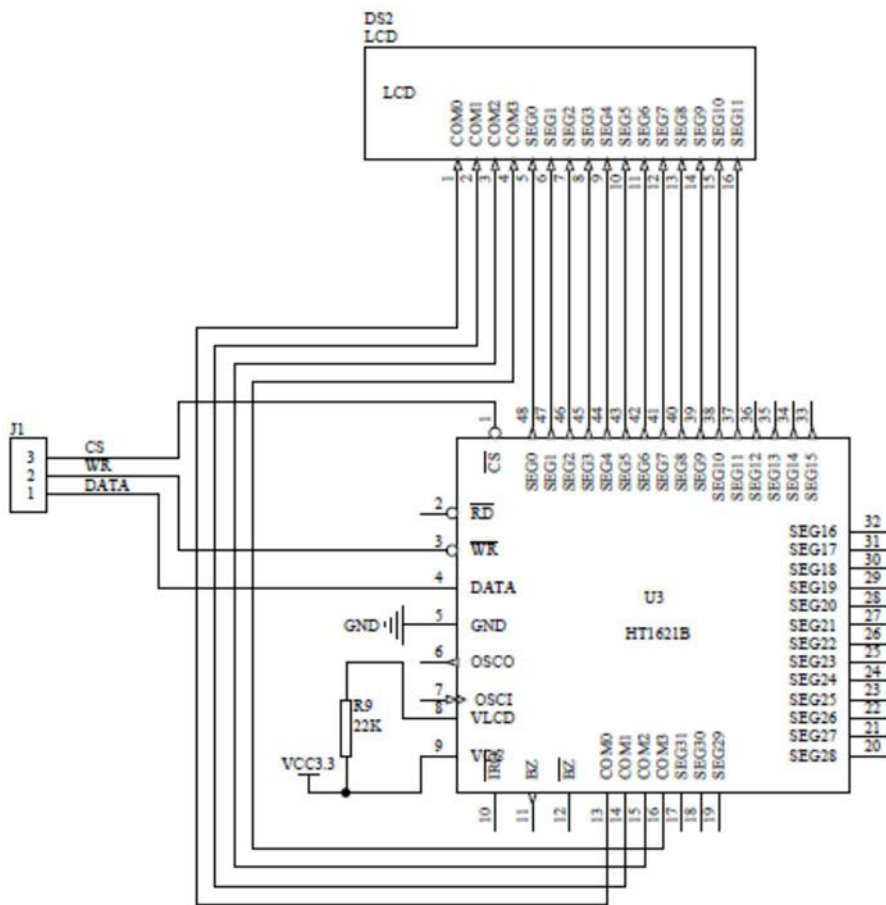 DS2
LCD
LCD
COM0
COM1
COM2
COM3
SEG0
SEG1
SEG2
SEG3
SEG4
SEG5
SEG6
SEG7
SEG8
SEG9
SEG10
SEG11
1
2
3
4
5
6
7
8
9
10
11
12
13
14
15
16
J1
3
2
1
CS
WR
DATA
1
48
47
46
45
44
43
42
41
40
39
38
37
36
35
34
33
CS
SEG0
SEG1
SEG2
SEG3
SEG4
SEG5
SEG6
SEG7
SEG8
SEG9
SEG10
SEG11
SEG12
SEG13
SEG14
SEG15
2 RD
3 WR
4 DATA
GND 5 GND
6 OSCO
7 OSCI
8 VLCD
9
R9
22K
VCC3.3
U3
HT1621B
SEG16 32
SEG17 31
SEG18 30
SEG19 29
SEG20 28
SEG21 27
SEG22 26
SEG23 25
SEG24 24
SEG25 23
SEG26 22
SEG27 21
SEG28 20
BZ
BZ
COM0
COM1
COM2
COM3
SEG31
SEG30
SEG29
10
11
12
13
14
15
16
17
18
19